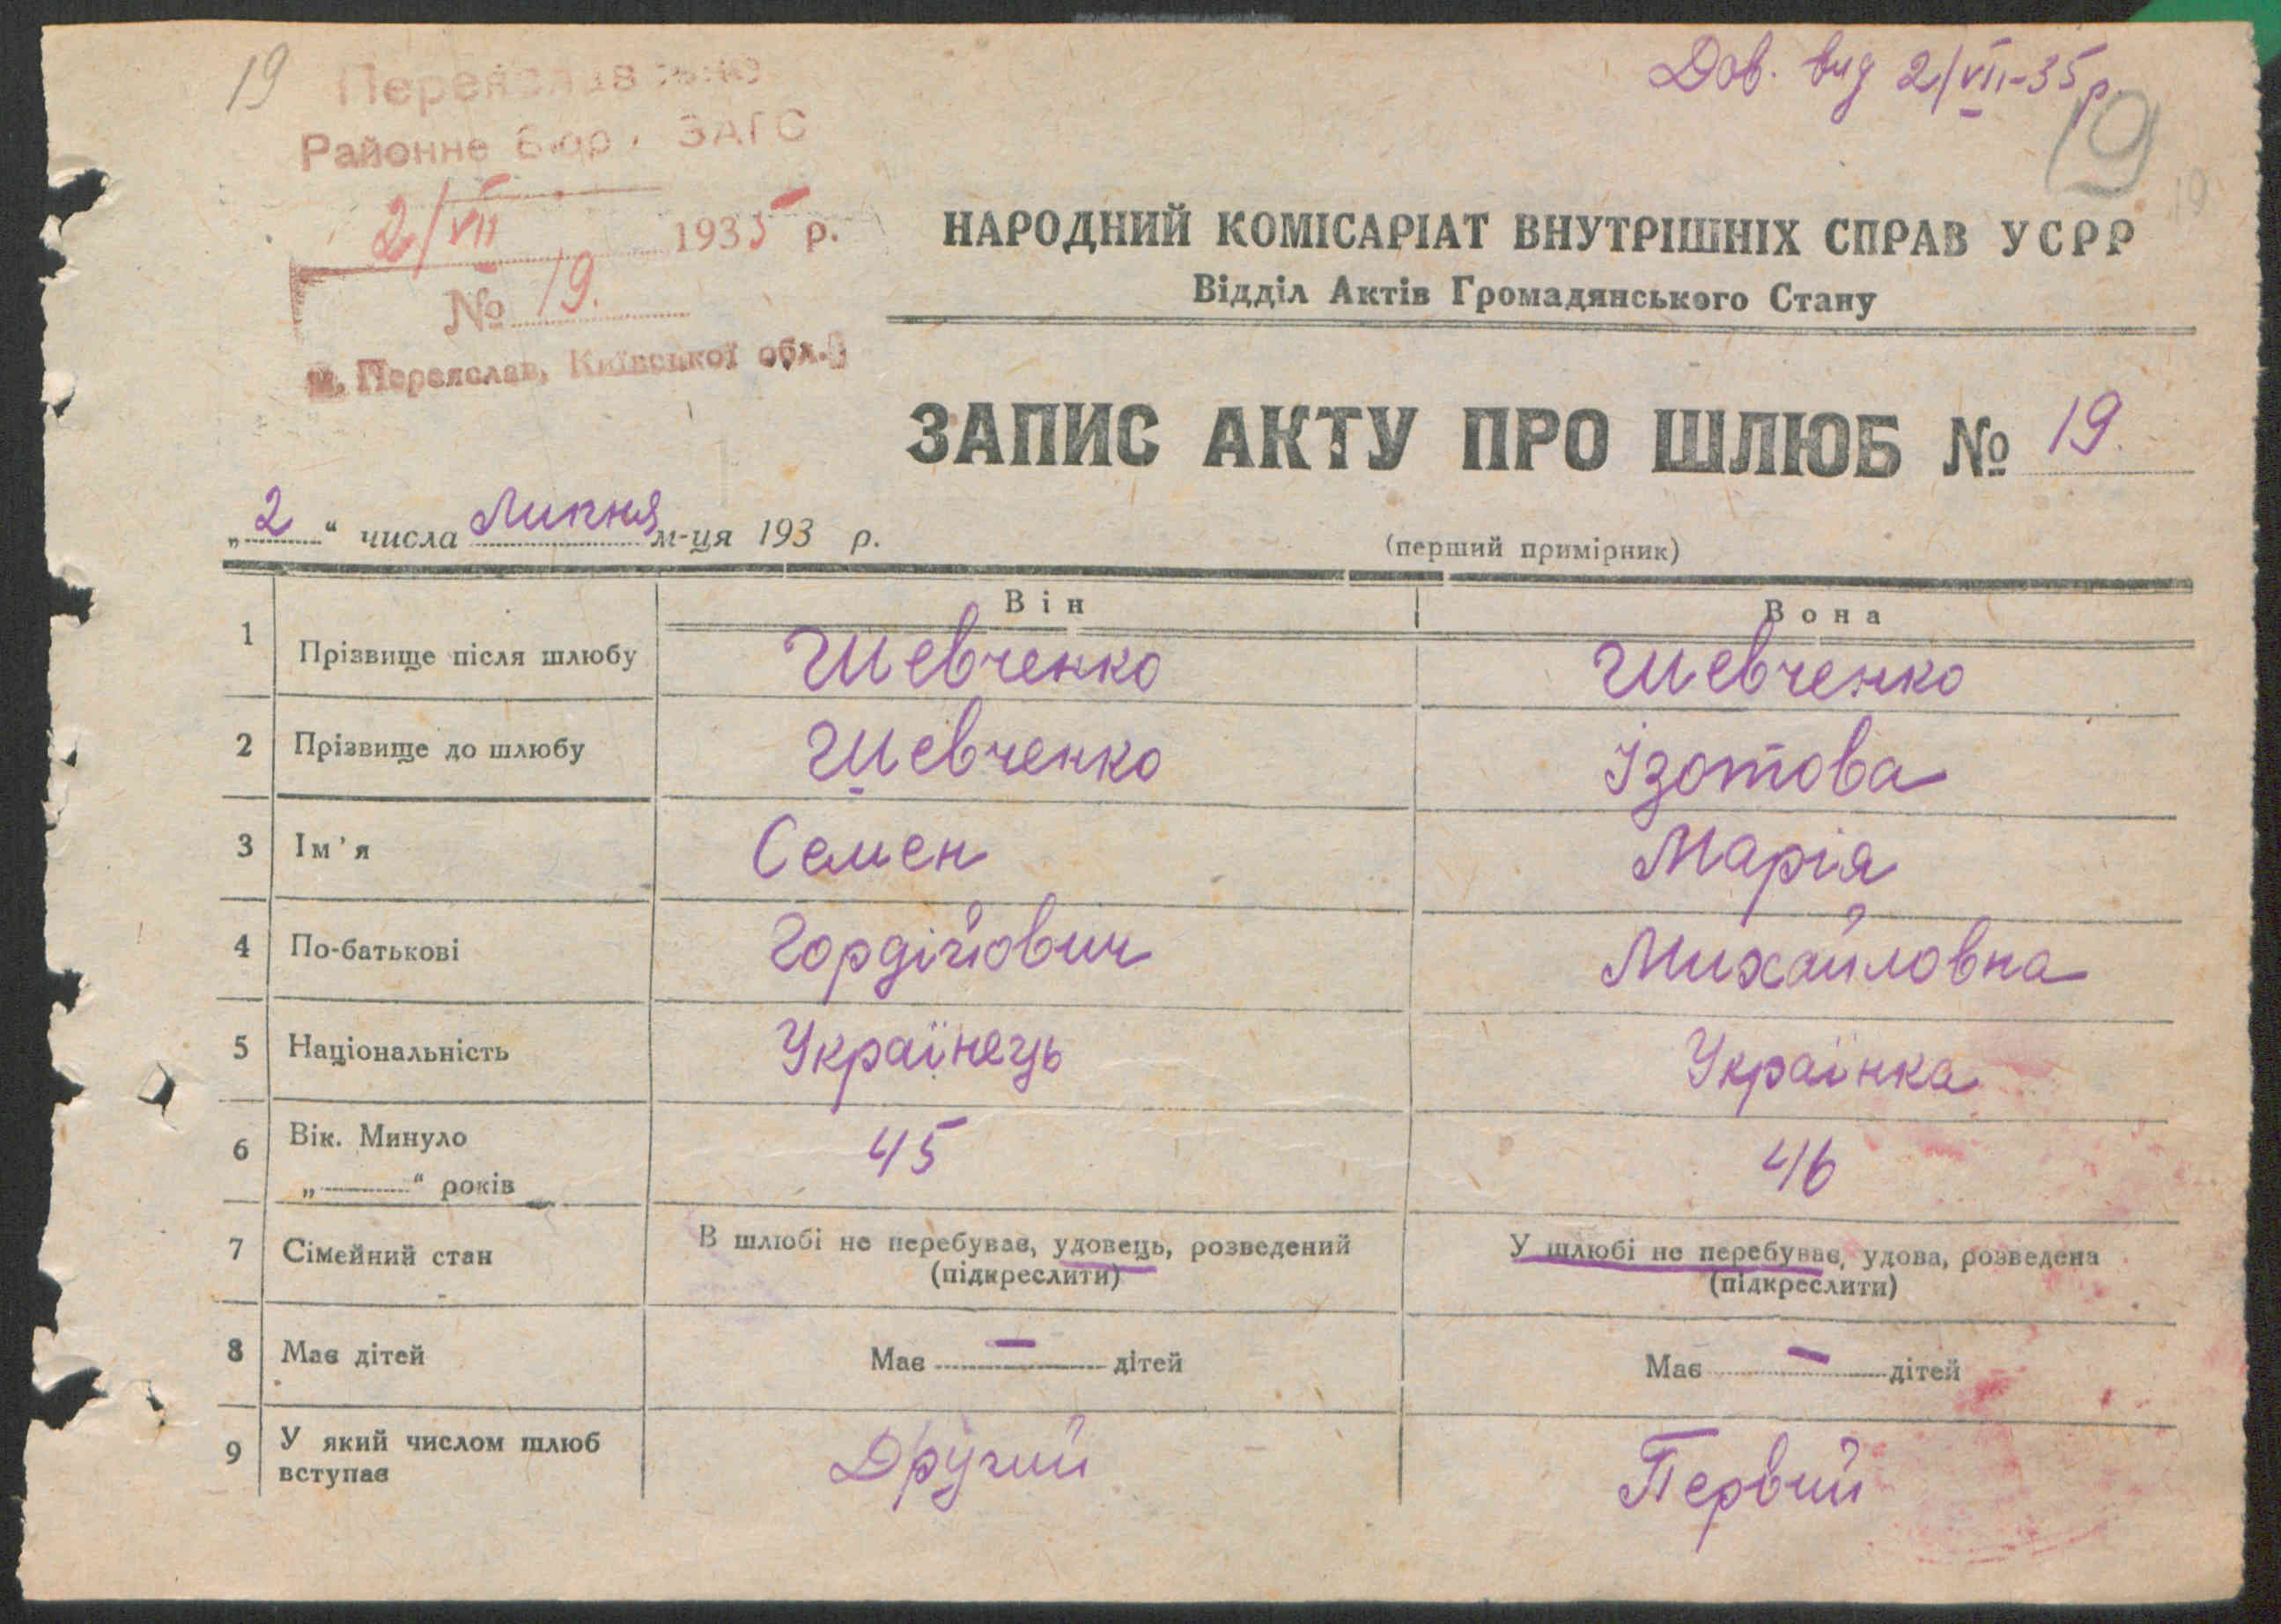 19
Переяславське
Районне Бюро ЗАГС
2/VII 1935 р.
№ 19.
м. Переяслав, Київської обл.
Дов. вид 2/VII-35 р.
19
19
НАРОДНИЙ КОМІСАРІАТ ВНУТРІШНІХ СПРАВ УСРР
Відділ Актів Громадянського Стану
ЗАПИС АКТУ ПРО ШЛЮБ № 19.
„2“ числа Липня м-ця 193 р.
(перший примірник)
Він Вона
1 Прізвище після шлюбу Шевченко Шевченко
2 Прізвище до шлюбу Шевченко Ізотова
3 Ім'я Семен Марія
4 По-батькові Гордійович Михайловна
5 Національність Українець Українка
6 Вік. Минуло 45 46
„ “ років
7 Сімейний стан В шлюбі не перебував, удовець, розведений У шлюбі не перебував, удова, розведена
(підкреслити) (підкреслити)
8 Має дітей Має — дітей Має — дітей
9 У який числом шлюб Другий Первий
вступає